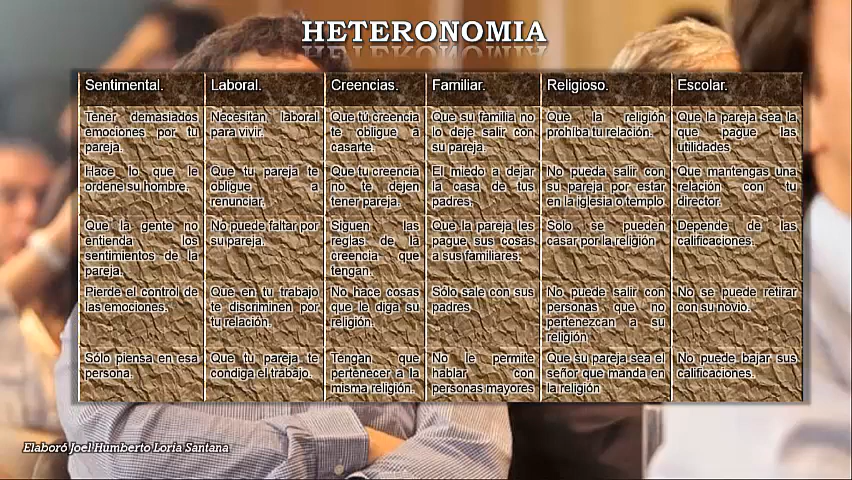 HETERONOMIA
Sentimental.
Laboral.
Creencias.
Familiar.
Religioso.
Escolar.
Tener demasiados
emociones por tu
pareja.
Necesitan, laboral
para vivir.
Que tú creencia
te obligue a
casarte.
Que su familia no
lo deje salir con
su pareja.
Que la religión
prohíba tu relación.
Que la pareja sea la
que pague las
utilidades
Hace lo que le
ordene su hombre.
Que tu pareja te
obligue a
renunciar.
Que tu creencia
no te dejen
tener pareja.
El miedo a dejar
la casa de tus
padres.
No pueda salir con
su pareja por estar
en la iglesia o templo
Que mantengas una
relación con tu
director.
Que la gente no
entienda los
sentimientos de la
pareja.
No puede faltar por
su pareja.
Siguen las
reglas de la
creencia que
tengan.
Que la pareja les
pague, sus cosas
a sus familiares.
Solo se pueden
casar por la religión
Depende de las
calificaciones.
Pierde el control de
las emociones.
Que en tu trabajo
te discriminen por
tu relación.
No hace cosas
que le diga su
religión.
Sólo sale con sus
padres
No puede salir con
personas que no
pertenezcan a su
religión
No se puede retirar
con su novio.
Sólo piensa en esa
persona.
Que tu pareja te
condiga el trabajo.
Tengan que
pertenecer a la
misma religión.
No le permite
hablar con
personas mayores
Que su pareja sea el
señor que manda en
la religión
No puede bajar sus
calificaciones.
Elaboró Joel Humberto Loria Santana